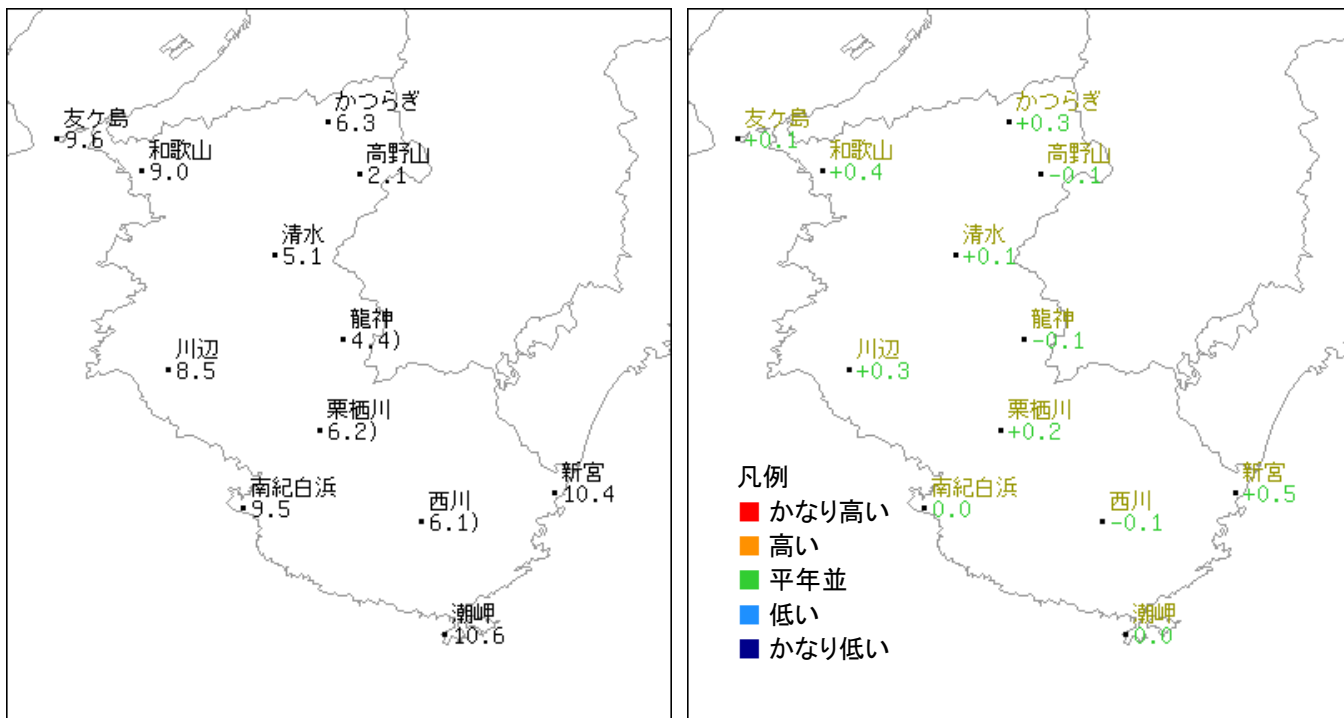 友ケ島
9.6
和歌山
9.0
かつらぎ
6.3
高野山
2.1
清水
5.1
龍神
4.4)
川辺
8.5
栗栖川
6.2)
南紀白浜
9.5
西川
6.1)
新宮
10.4
潮岬
10.6
友ケ島
+0.1
和歌山
+0.4
かつらぎ
+0.3
高野山
-0.1
清水
+0.1
龍神
-0.1
川辺
+0.3
栗栖川
+0.2
南紀白浜
0.0
西川
-0.1
新宮
+0.5
潮岬
0.0
凡例
かなり高い
高い
平年並
低い
かなり低い